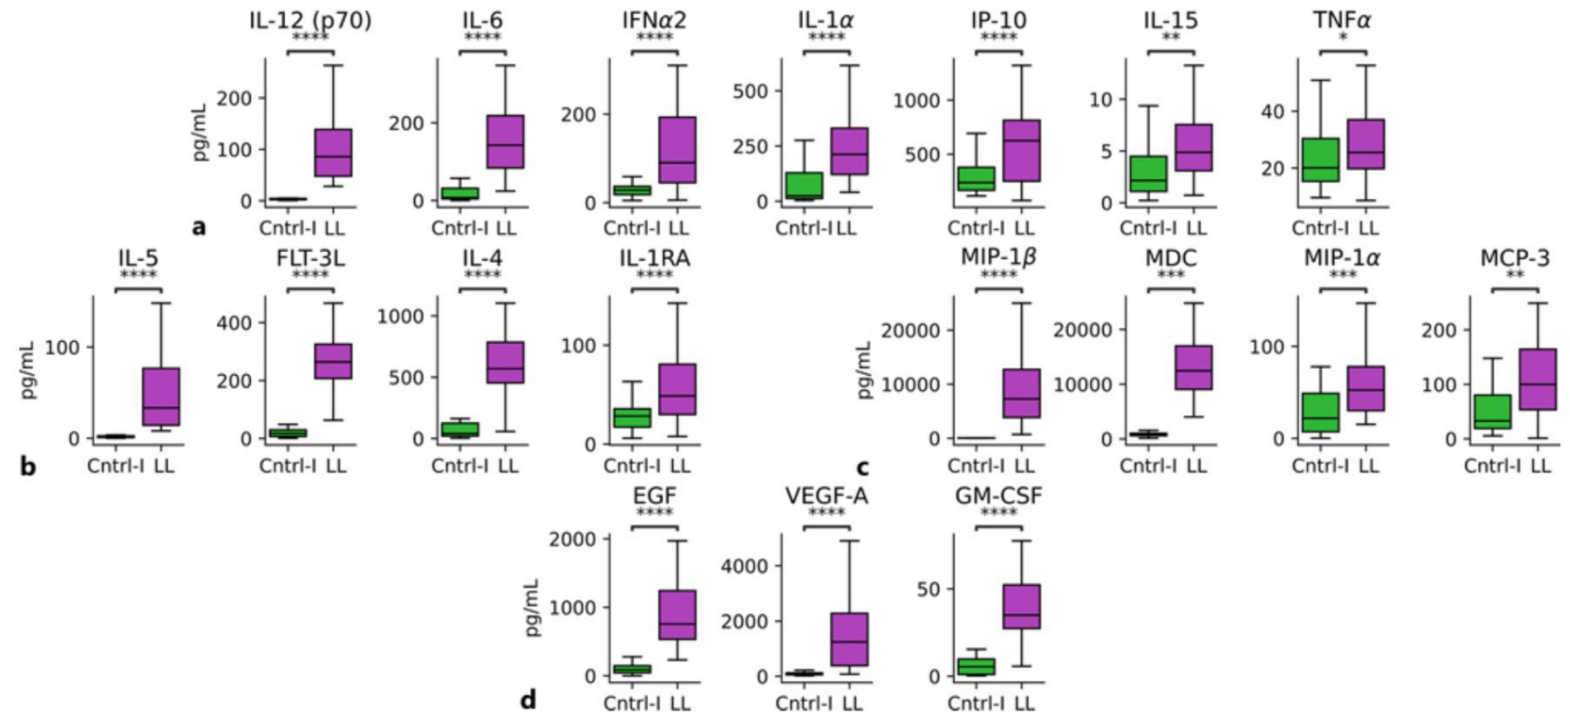 IL-12 (p70) IL-6 IFNα2 IL-1α IP-10 IL-15 TNFα
**** **** **** **** **** ** *
pg/mL
200 100 0
200 0
200 0
500 250 0
1000 500
10 5 0
40 20
Cntrl-I LL Cntrl-I LL Cntrl-I LL Cntrl-I LL Cntrl-I LL Cntrl-I LL Cntrl-I LL
a
IL-5 FLT-3L IL-4 IL-1RA MIP-1β MDC MIP-1α MCP-3
**** **** **** **** **** *** *** **
pg/mL
100 0
400 200 0
1000 500 0
100 0
pg/mL
20000 10000 0
20000 10000 0
100 0
200 100 0
Cntrl-I LL Cntrl-I LL Cntrl-I LL Cntrl-I LL Cntrl-I LL Cntrl-I LL Cntrl-I LL Cntrl-I LL
b c
EGF VEGF-A GM-CSF
**** **** ****
pg/mL
2000 1000 0
4000 2000 0
50 0
Cntrl-I LL Cntrl-I LL Cntrl-I LL
d